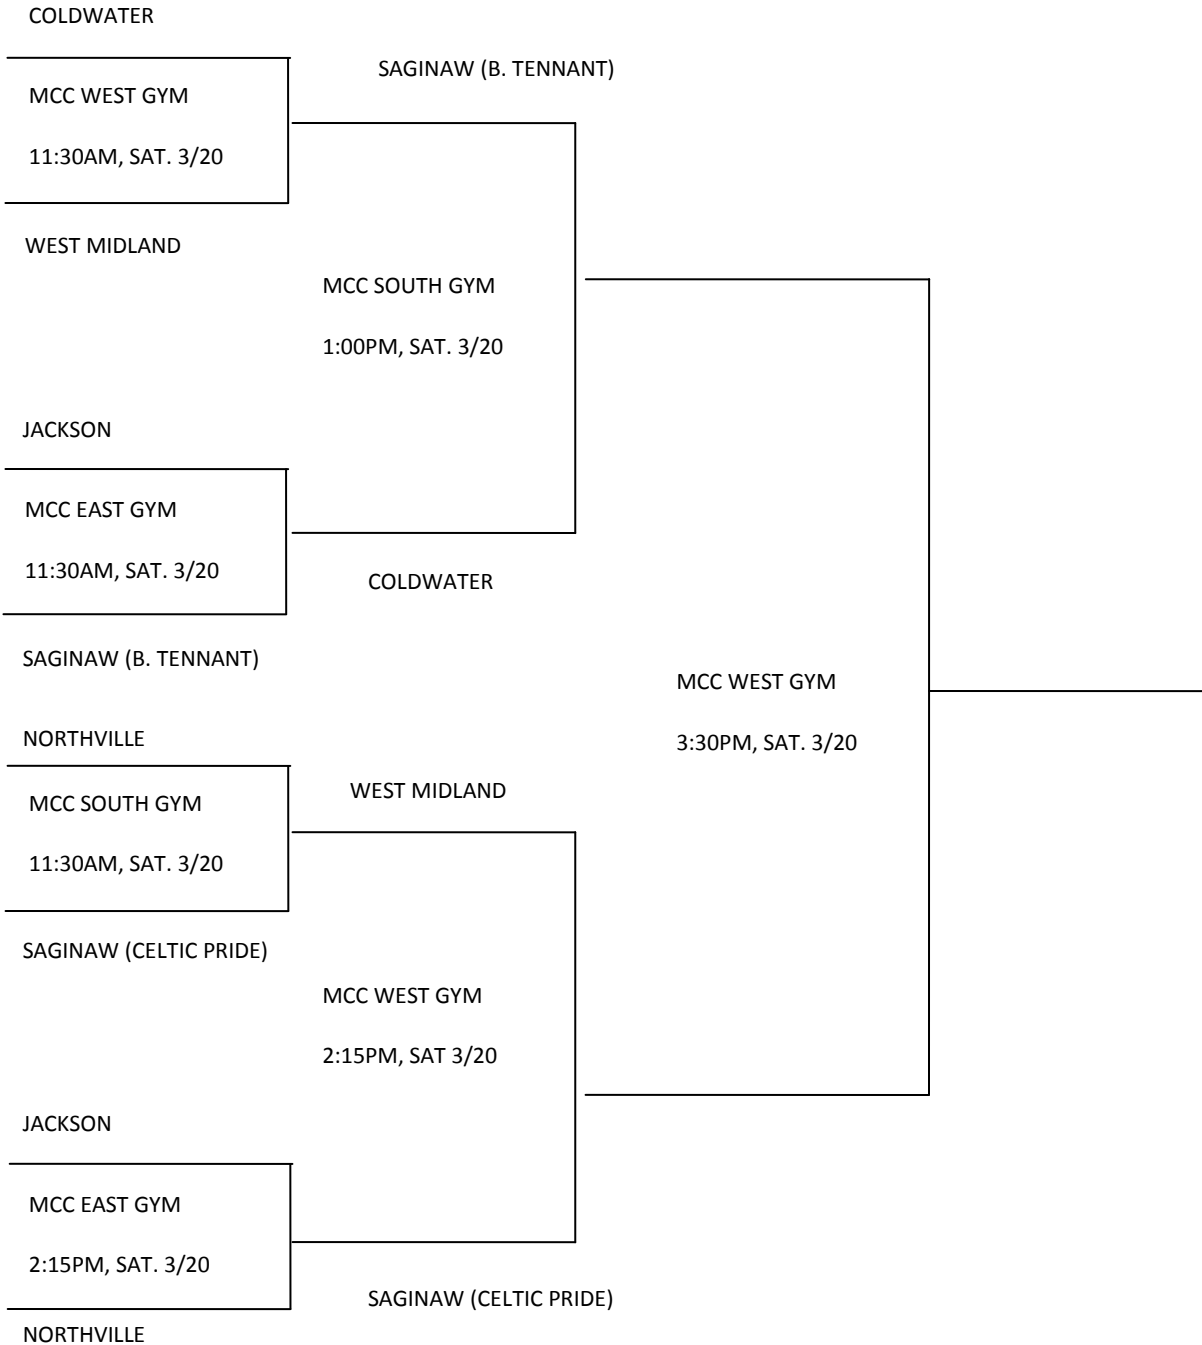 COLDWATER
SAGINAW (B. TENNANT)
MCC WEST GYM
11:30AM, SAT. 3/20
WEST MIDLAND
MCC SOUTH GYM
1:00PM, SAT. 3/20
JACKSON
MCC EAST GYM
11:30AM, SAT. 3/20
COLDWATER
SAGINAW (B. TENNANT)
MCC WEST GYM
3:30PM, SAT. 3/20
NORTHVILLE
WEST MIDLAND
MCC SOUTH GYM
11:30AM, SAT. 3/20
SAGINAW (CELTIC PRIDE)
MCC WEST GYM
2:15PM, SAT 3/20
JACKSON
MCC EAST GYM
2:15PM, SAT. 3/20
SAGINAW (CELTIC PRIDE)
NORTHVILLE